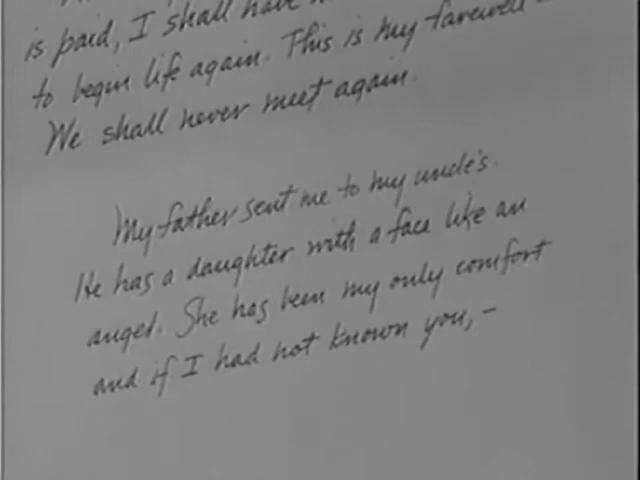 is paid, I shall have
to begin life again. This is my farewell –
We shall never meet again.
My father sent me to my uncle's.
He has a daughter with a face like an
angel. She has been my only comfort
and if I had not known you, –